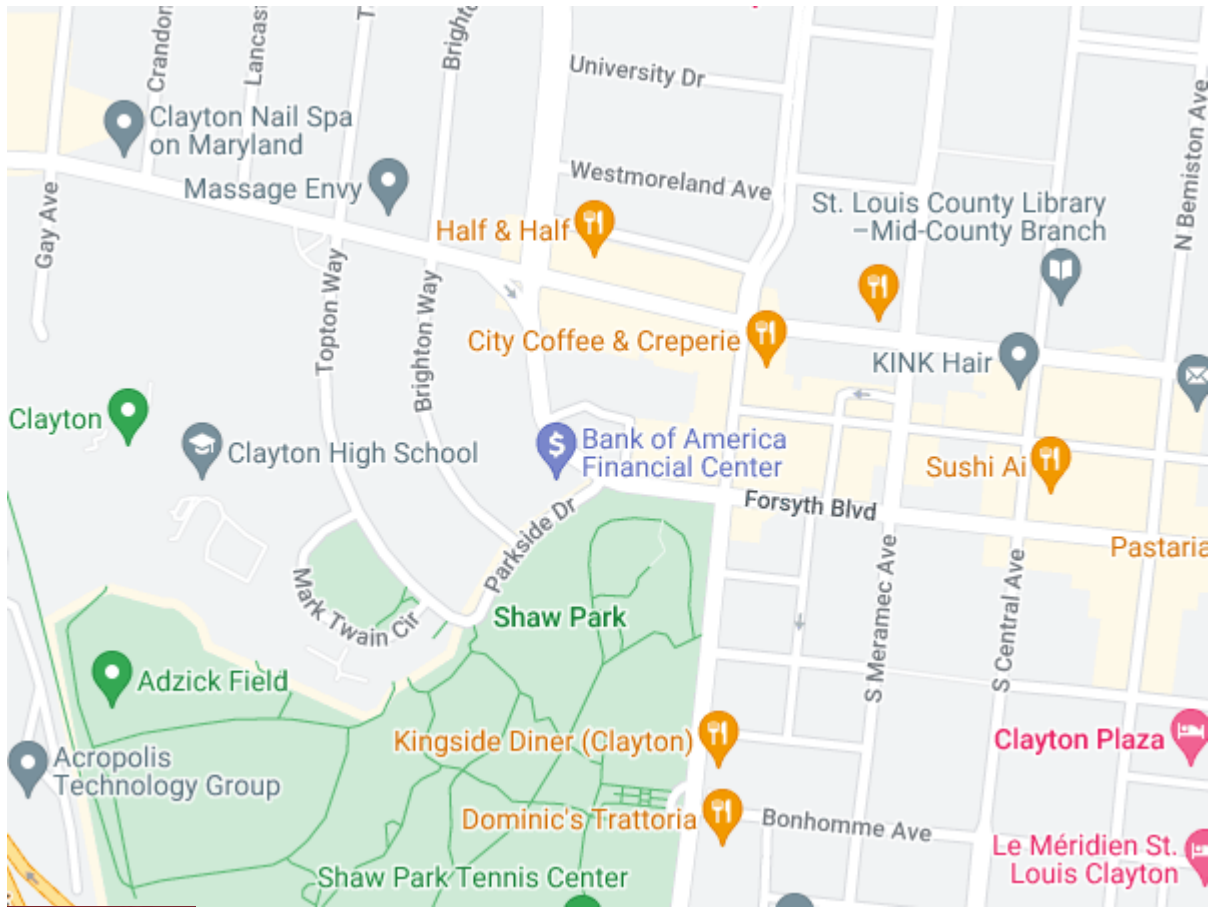 Crandon
Lancas
T
Brighto
University Dr
N Bemiston Ave
Clayton Nail Spa
on Maryland
Massage Envy
Westmoreland Ave
Gay Ave
St. Louis County Library
–Mid-County Branch
Half & Half
Topton Way
Brighton Way
City Coffee & Creperie
KINK Hair
Clayton
Clayton High School
Bank of America
Financial Center
Sushi Ai
Forsyth Blvd
Pastaria
Parkside Dr
Mark Twain Cir
Shaw Park
S Meramec Ave
S Central Ave
Adzick Field
Kingside Diner (Clayton)
Clayton Plaza
Acropolis
Technology Group
Dominic's Trattoria
Bonhomme Ave
Le Méridien St.
Louis Clayton
Shaw Park Tennis Center